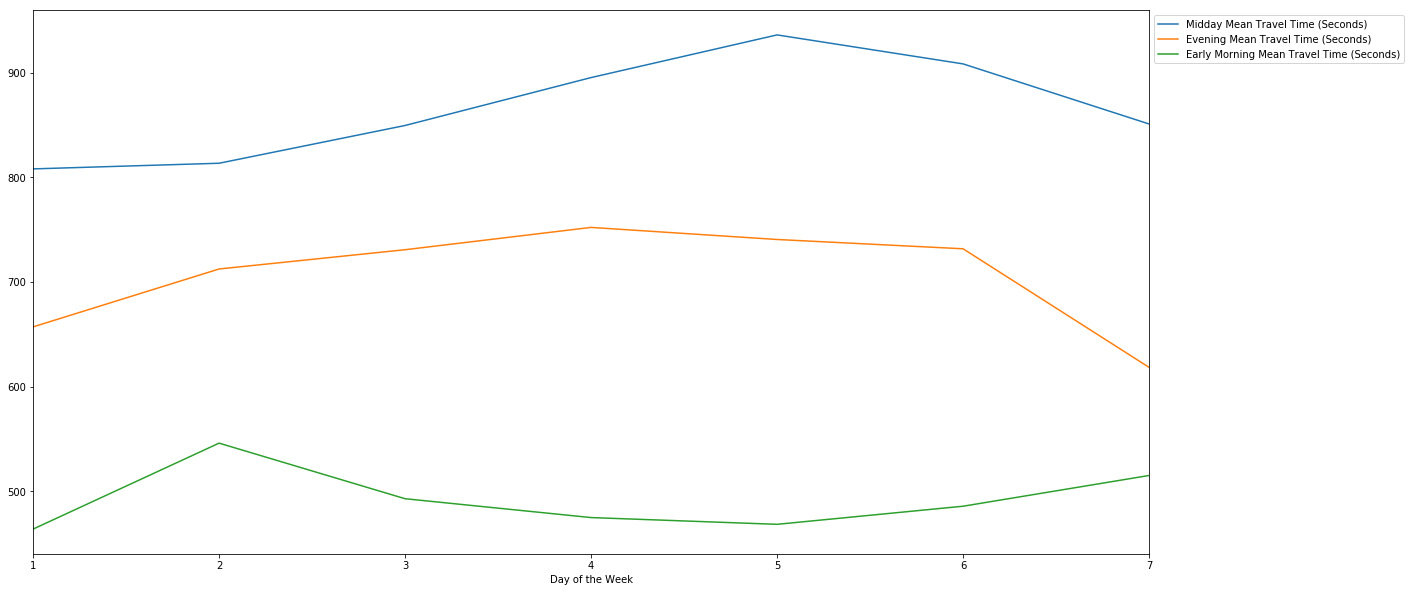 Midday Mean Travel Time (Seconds)
Evening Mean Travel Time (Seconds)
Early Morning Mean Travel Time (Seconds)
900
800
700
600
500
1 2 3 4 5 6 7
Day of the Week